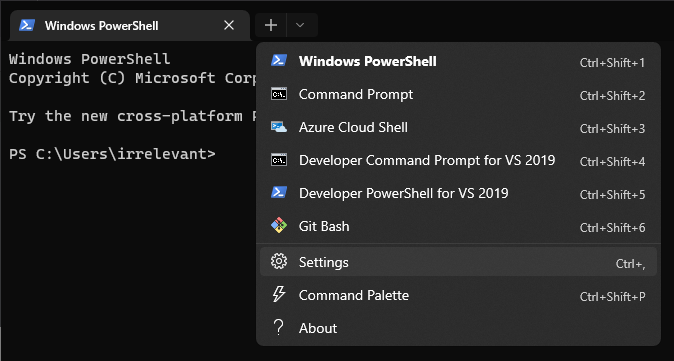 Windows PowerShell
Windows PowerShell
Copyright (C) Microsoft
Try the new cross-platform
PS C:\Users\irrelevant>
Windows PowerShell Ctrl+Shift+1
Command Prompt Ctrl+Shift+2
Azure Cloud Shell Ctrl+Shift+3
Developer Command Prompt for VS 2019 Ctrl+Shift+4
Developer PowerShell for VS 2019 Ctrl+Shift+5
Git Bash Ctrl+Shift+6
Settings Ctrl+,
Command Palette Ctrl+Shift+P
About